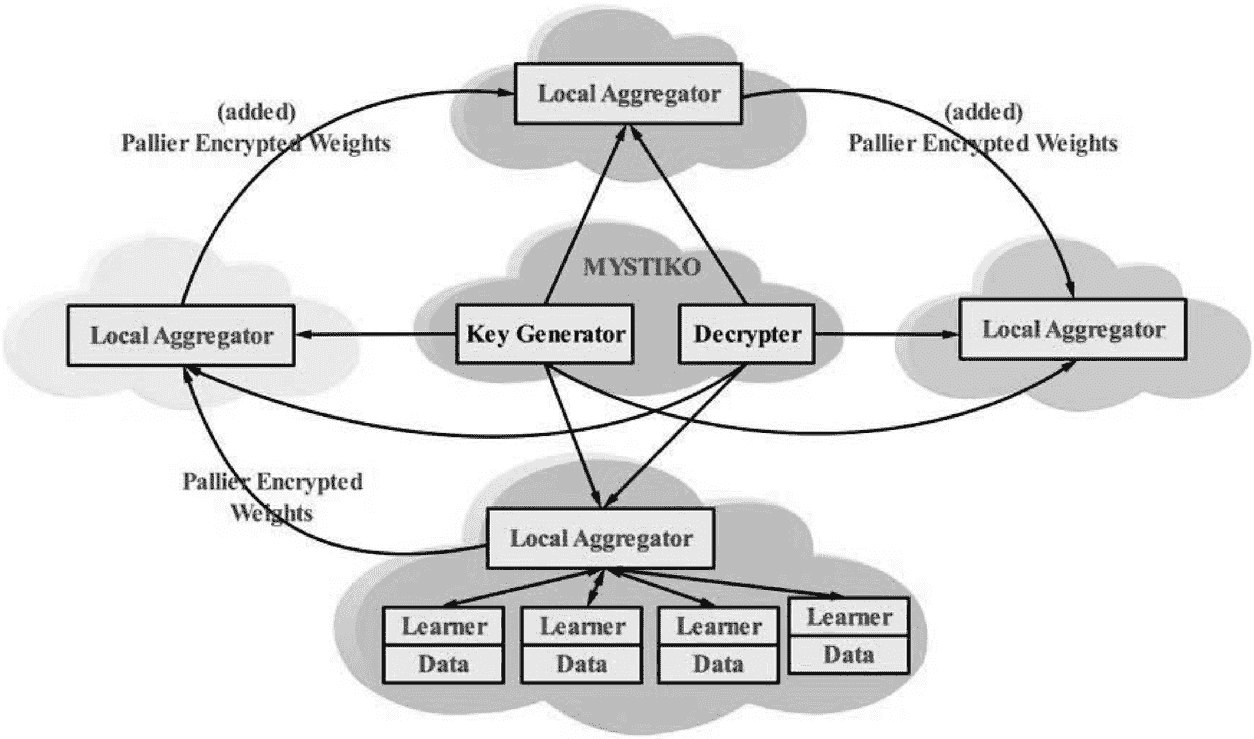 Local Aggregator
(added)
Pallier Encrypted Weights
(added)
Pallier Encrypted Weights
MYSTIKO
Local Aggregator
Key Generator
Decrypter
Local Aggregator
Pallier Encrypted
Weights
Local Aggregator
Learner
Data
Learner
Data
Learner
Data
Learner
Data